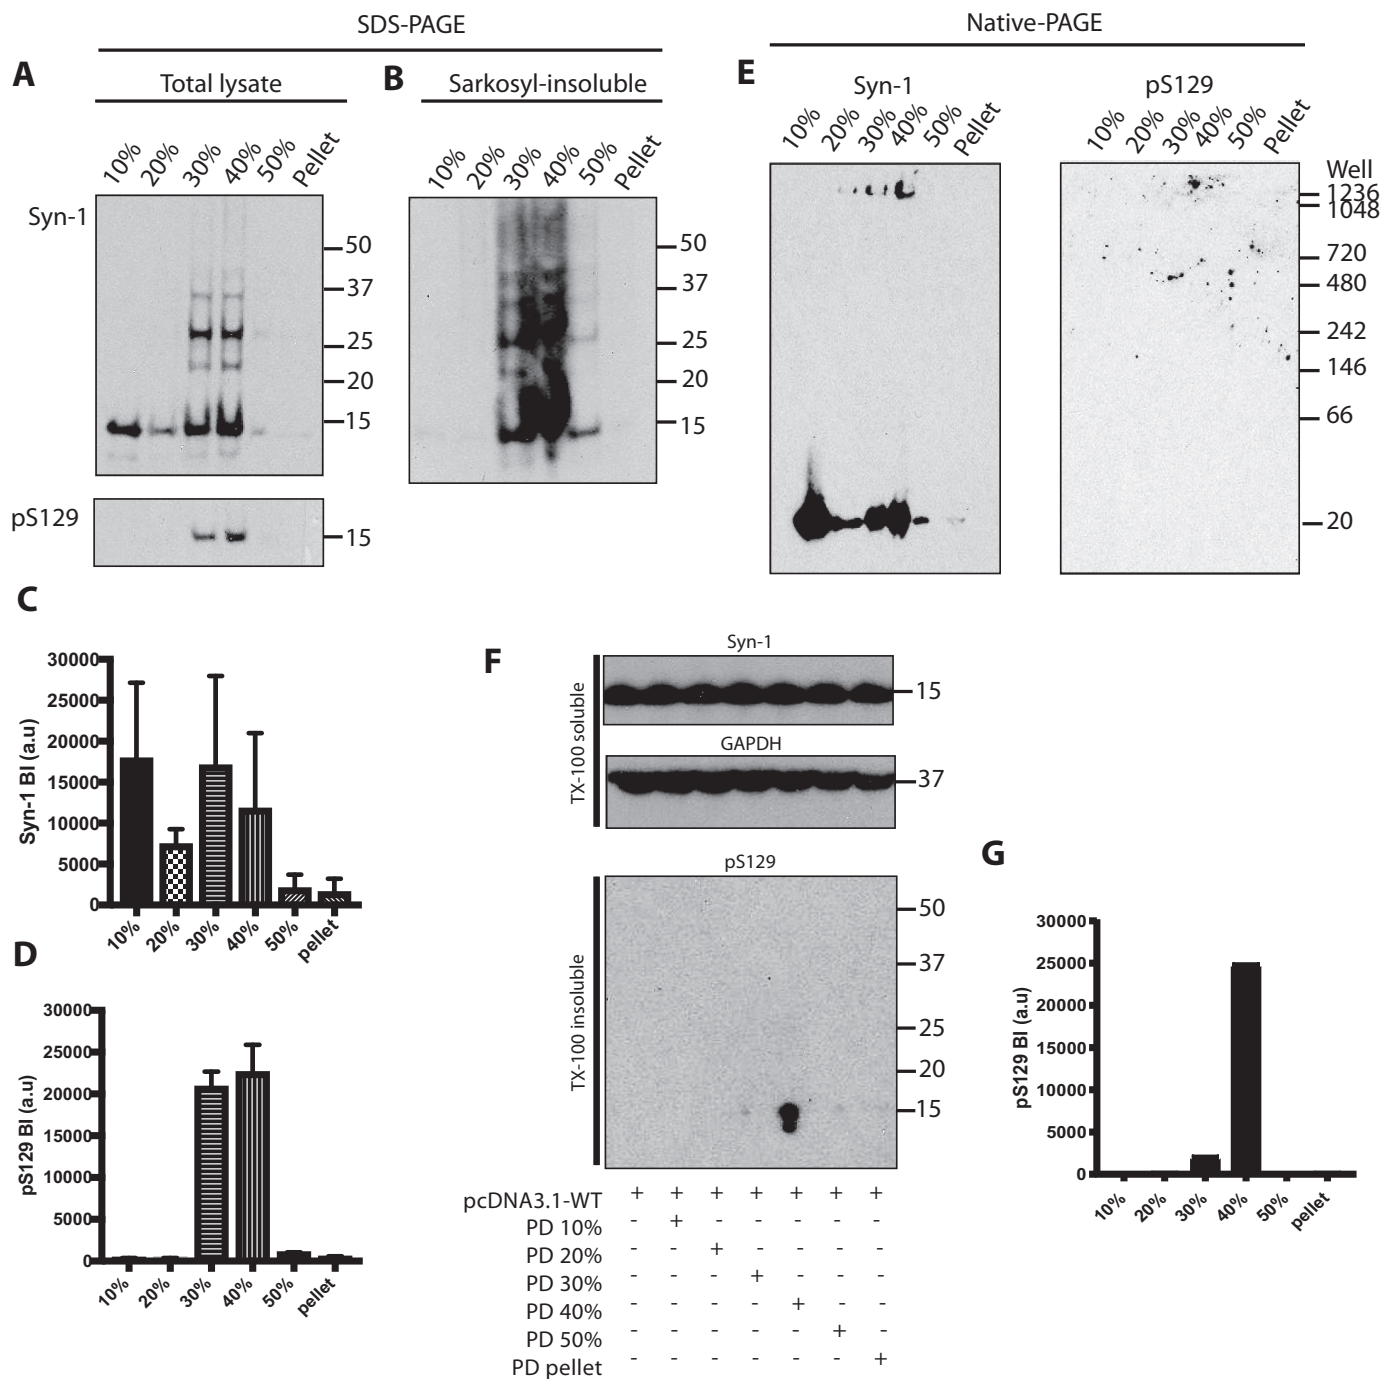 SDS-PAGE
Native-PAGE
A
Total lysate
B
Sarkosyl-insoluble
E
Syn-1
pS129
10% 20% 30% 40% 50% Pellet
10% 20% 30% 40% 50% Pellet
10% 20% 30% 40% 50% Pellet
10% 20% 30% 40% 50% Pellet
Syn-1
50
37
25
20
15
50
37
25
20
15
Well
1236
1048
720
480
242
146
66
20
pS129
15
C
Syn-1 BI (a.u)
30000
25000
20000
15000
10000
5000
0
10% 20% 30% 40% 50% pellet
D
pS129 BI (a.u)
30000
25000
20000
15000
10000
5000
0
10% 20% 30% 40% 50% pellet
F
TX-100 soluble
Syn-1
15
GAPDH
37
TX-100 insoluble
pS129
50
37
25
20
15
pcDNA3.1-WT + + + + + + +
PD 10% - + - - - - -
PD 20% - - + - - - -
PD 30% - - - + - - -
PD 40% - - - - + - -
PD 50% - - - - - + -
PD pellet - - - - - - +
G
pS129 BI (a.u)
30000
25000
20000
15000
10000
5000
0
10% 20% 30% 40% 50% pellet